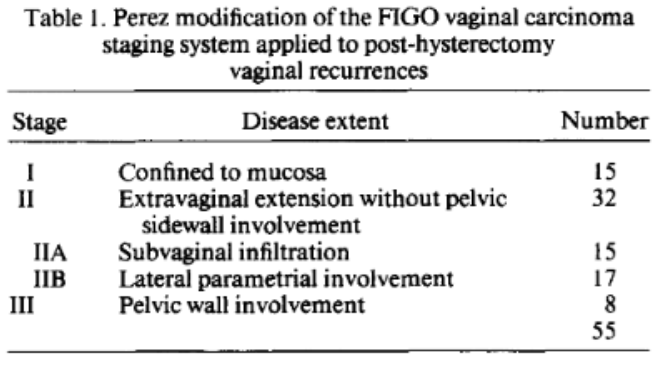 Table 1. Perez modification of the FIGO vaginal carcinoma
staging system applied to post-hysterectomy
vaginal recurrences
Stage Disease extent Number
I Confined to mucosa 15
II Extravaginal extension without pelvic 32
sidewall involvement
IIA Subvaginal infiltration 15
IIB Lateral parametrial involvement 17
III Pelvic wall involvement 8
55